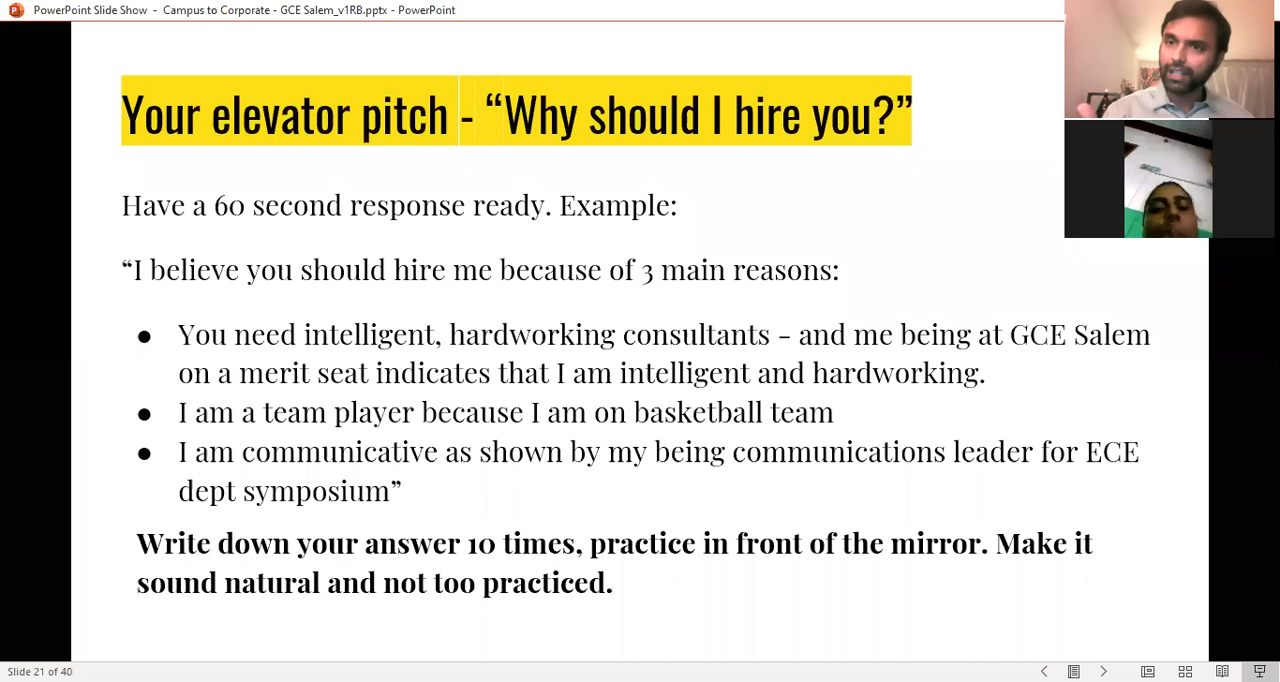 PowerPoint Slide Show - Campus to Corporate - GCE Salem_v1RB.pptx - PowerPoint
Your elevator pitch - “Why should I hire you?”
Have a 60 second response ready. Example:
“I believe you should hire me because of 3 main reasons:
● You need intelligent, hardworking consultants - and me being at GCE Salem
on a merit seat indicates that I am intelligent and hardworking.
● I am a team player because I am on basketball team
● I am communicative as shown by my being communications leader for ECE
dept symposium”
Write down your answer 10 times, practice in front of the mirror. Make it
sound natural and not too practiced.
Slide 21 of 40